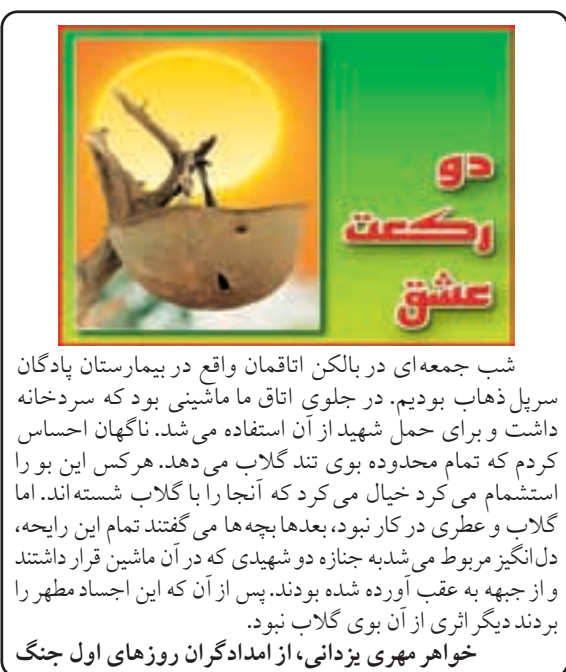 دو
رکعت
عشق
شب جمعه‌ای در بالکن اتاقمان واقع در بیمارستان پادگان
سرپل ذهاب بودیم. در جلوی اتاق ما ماشینی بود که سردخانه
داشت و برای حمل شهید از آن استفاده می‌شد. ناگهان احساس
کردم که تمام محدوده بوی تند گلاب می‌دهد. هرکس این بو را
استشمام می‌کرد خیال می‌کرد که آنجا را با گلاب شسته‌اند. اما
گلاب و عطری در کار نبود، بعدها بچه‌ها می‌گفتند تمام این رایحه،
دل‌انگیز مربوط می‌شدبه جنازه دو شهیدی که در آن ماشین قرار داشتند
و از جبهه به عقب آورده شده بودند. پس از آن که این اجساد مطهر را
بردند دیگر اثری از آن بوی گلاب نبود.
خواهر مهری یزدانی، از امدادگران روزهای اول جنگ